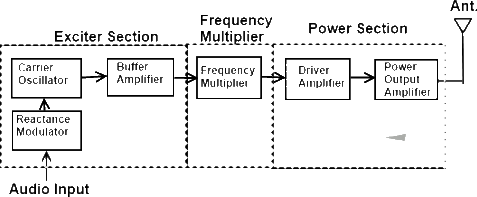 Ant.
Exciter Section
Frequency
Multiplier
Power Section
Carrier
Oscillator
Buffer
Amplifier
Frequency
Multiplier
Driver
Amplifier
Power
Output
Amplifier
Reactance
Modulator
Audio Input